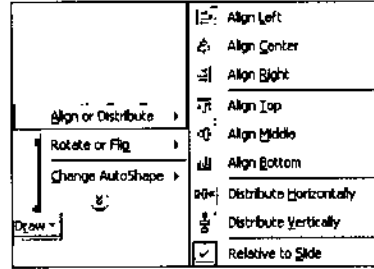 Align Left
Align Center
Align Right
Align Top
Align Middle
Align Bottom
Distribute Horizontally
Distribute Vertically
Relative to Slide
Align or Distribute
Rotate or Flip
Change AutoShape
Draw